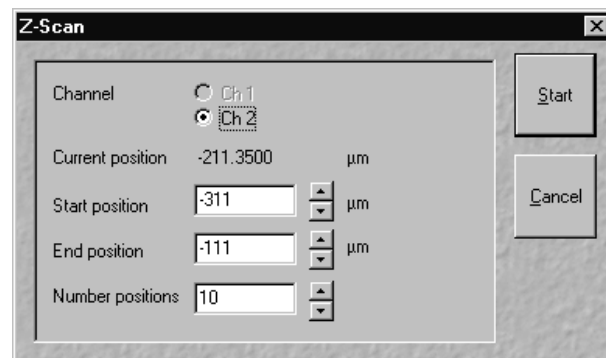 Z-Scan
Channel
Ch 1
Ch 2
Current position -211.3500 µm
Start position -311 µm
End position -111 µm
Number positions 10
Start
Cancel